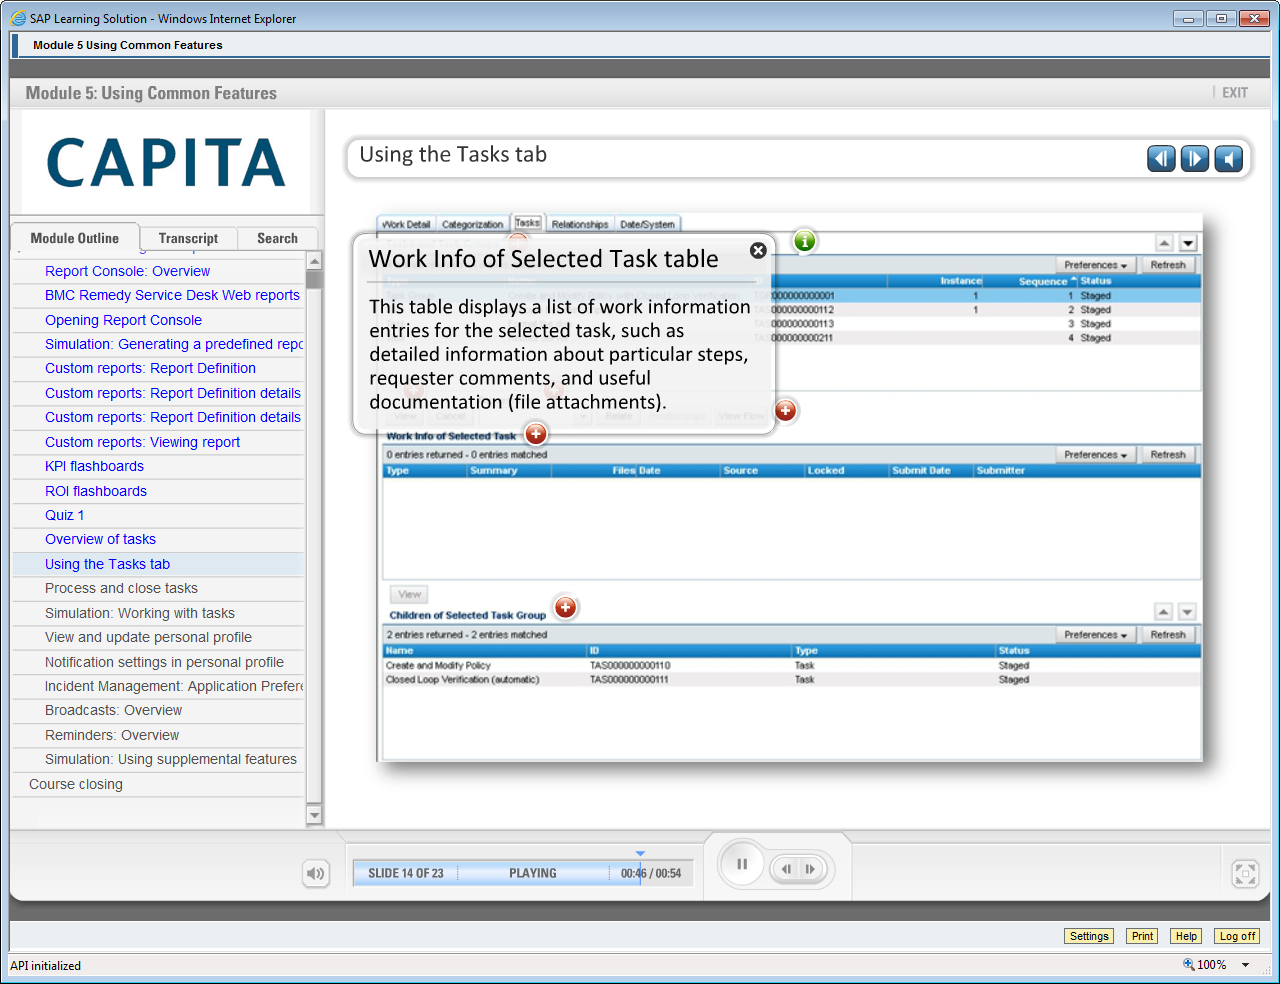 SAP Learning Solution - Windows Internet Explorer
Module 5 Using Common Features
Module 5: Using Common Features
EXIT
CAPITA
Module Outline
Transcript
Search
Report Console: Overview
BMC Remedy Service Desk Web reports
Opening Report Console
Simulation: Generating a predefined repo
Custom reports: Report Definition
Custom reports: Report Definition details
Custom reports: Report Definition details
Custom reports: Viewing report
KPI flashboards
ROI flashboards
Quiz 1
Overview of tasks
Using the Tasks tab
Process and close tasks
Simulation: Working with tasks
View and update personal profile
Notification settings in personal profile
Incident Management: Application Prefere
Broadcasts: Overview
Reminders: Overview
Simulation: Using supplemental features
Course closing
Using the Tasks tab
Work Detail Categorization Tasks Relationships Date/System
Work Info of Selected Task table
This table displays a list of work information
entries for the selected task, such as
detailed information about particular steps,
requester comments, and useful
documentation (file attachments).
Preferences Refresh
Instance Sequence Status
000000000001 1 1 Staged
000000000112 1 2 Staged
000000000113 3 Staged
000000000211 4 Staged
View Cancel View Flow
Work Info of Selected Task
0 entries returned - 0 entries matched Preferences Refresh
Type Summary Files Date Source Locked Submit Date Submitter
View
Children of Selected Task Group
2 entries returned - 2 entries matched Preferences Refresh
Name ID Type Status
Create and Modify Policy TAS000000000110 Task Staged
Closed Loop Verification (automatic) TAS000000000111 Task Staged
SLIDE 14 OF 23 PLAYING 00:46 / 00:54
Settings Print Help Log off
API initialized
100%